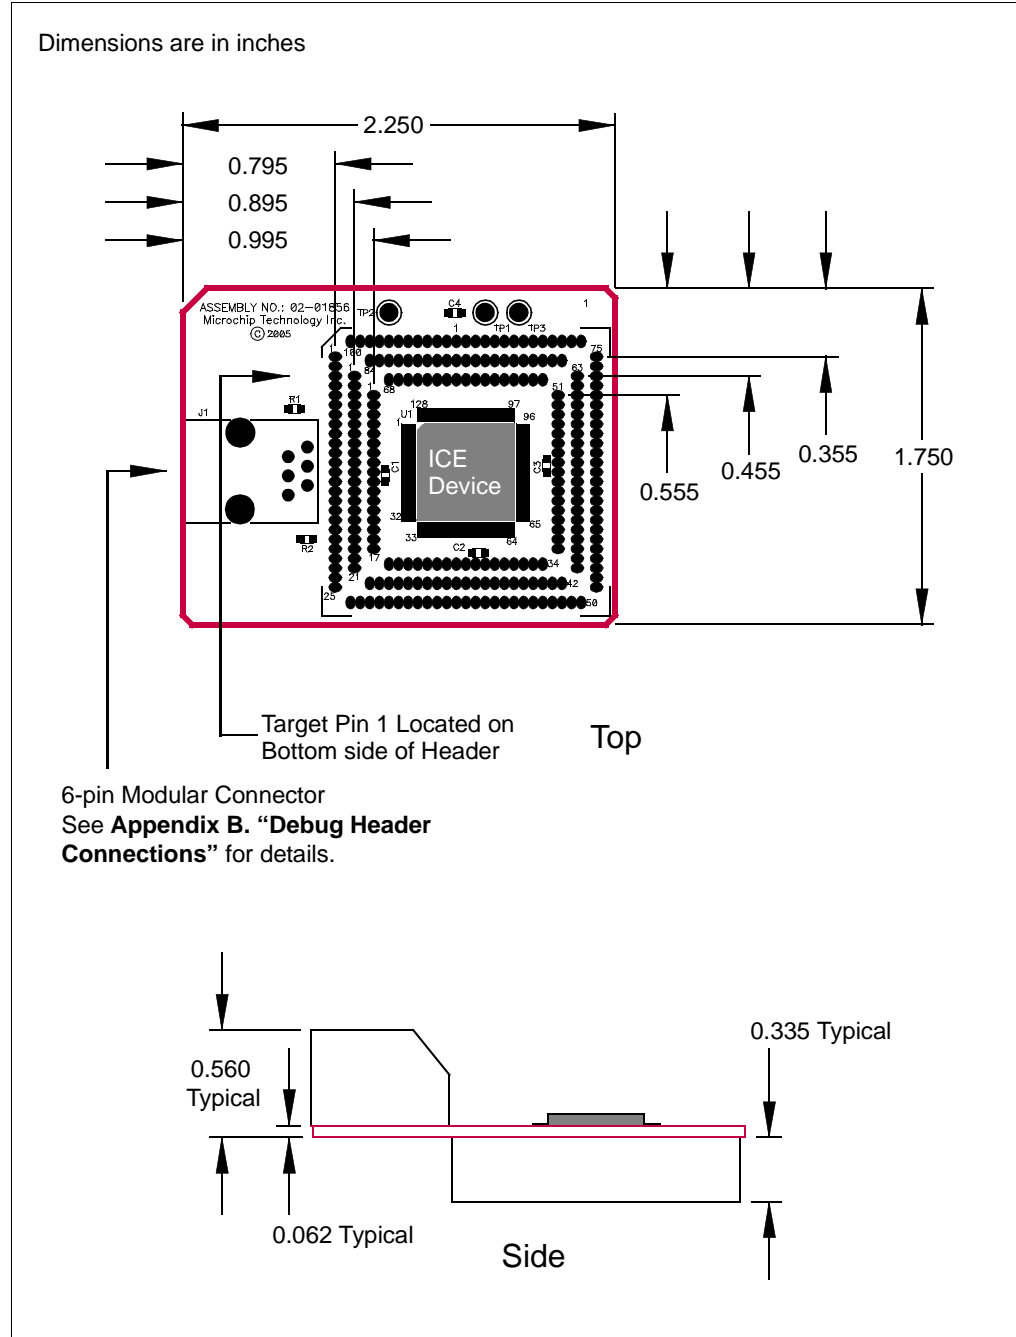 Dimensions are in inches
2.250
0.795
0.895
0.995
ASSEMBLY NO.: 02-01856
Microchip Technology Inc.
© 2005
TP2
C4
TP1
TP3
1
1
1
100
75
1
84
63
1
68
51
J1
R1
U1
128
97
96
1
C1
ICE
Device
C3
32
33
65
64
C2
17
34
R2
21
42
25
50
0.555
0.455
0.355
1.750
Target Pin 1 Located on
Bottom side of Header
Top
6-pin Modular Connector
See Appendix B. “Debug Header
Connections” for details.
0.560
Typical
0.335 Typical
0.062 Typical
Side